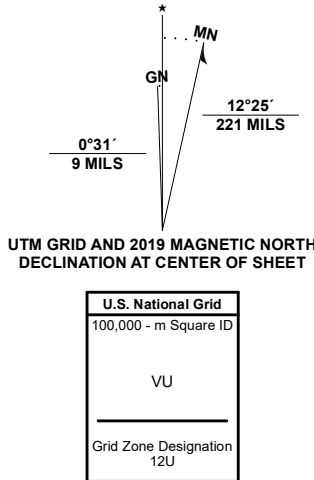 ★
MN
GN
12°25´
221 MILS
0°31´
9 MILS
UTM GRID AND 2019 MAGNETIC NORTH
DECLINATION AT CENTER OF SHEET
U.S. National Grid
100,000 - m Square ID
VU
Grid Zone Designation
12U